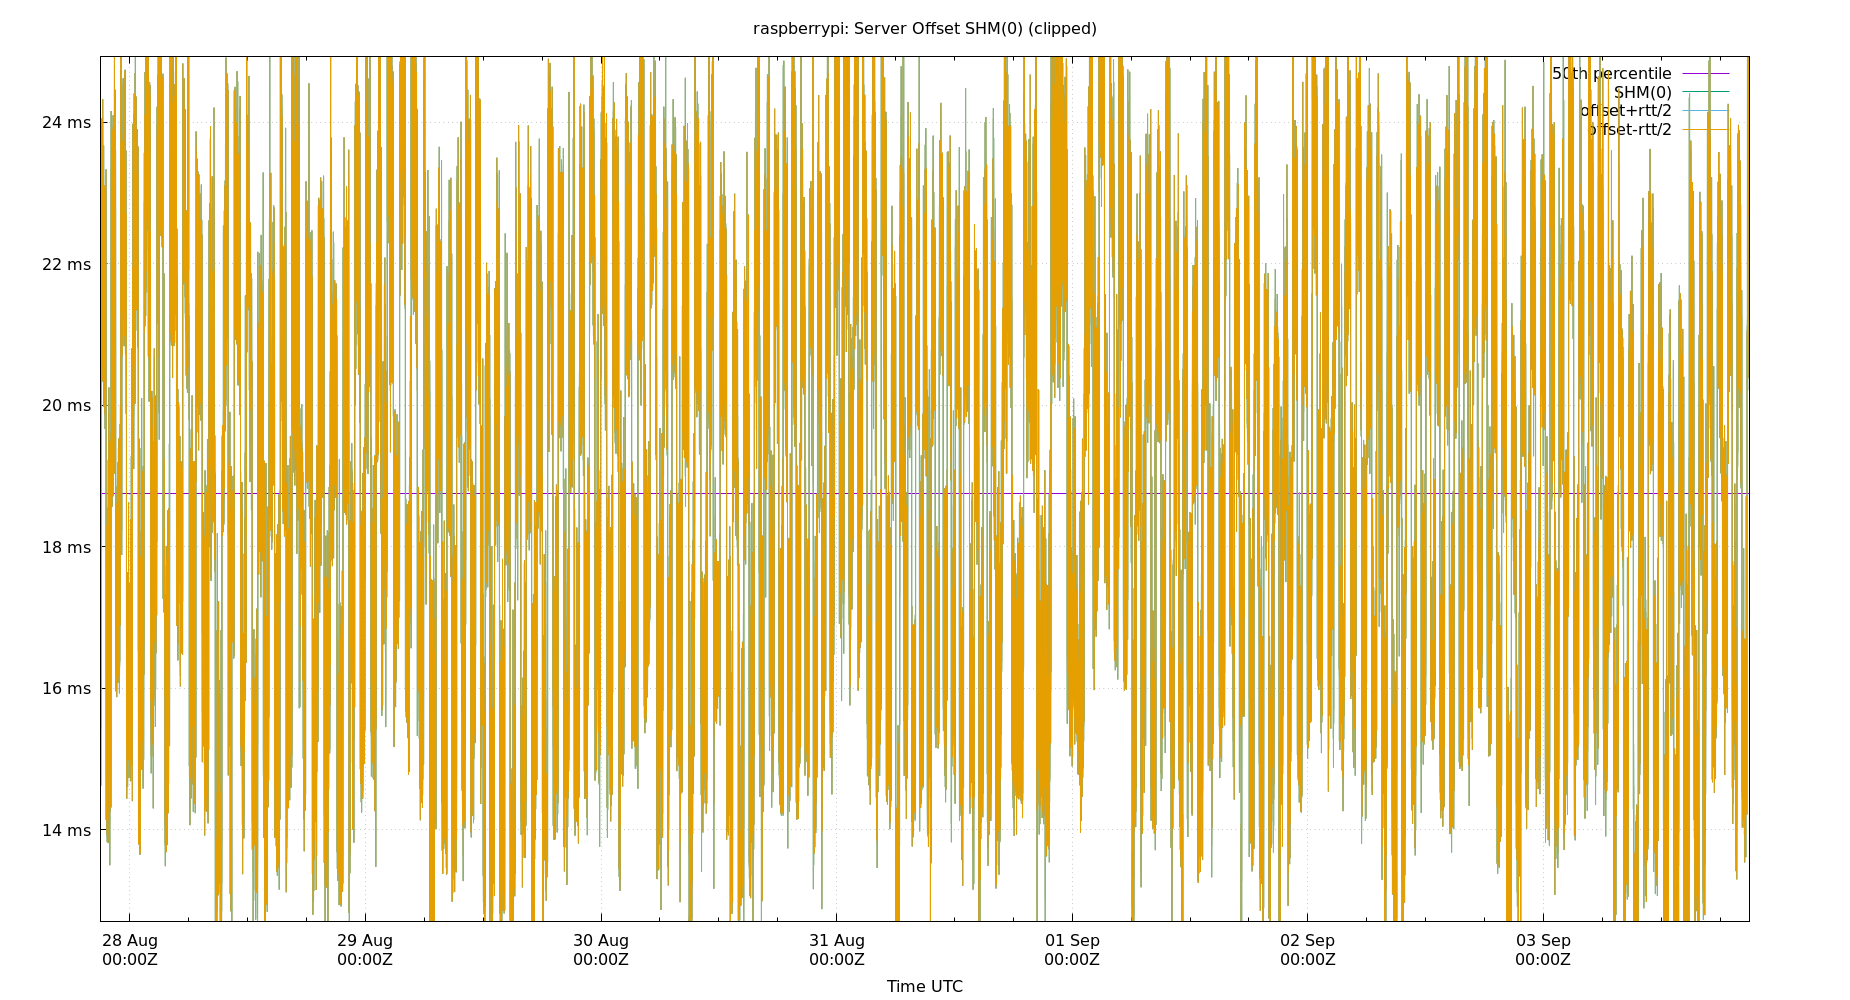 raspberrypi: Server Offset SHM(0) (clipped)
50th percentile
SHM(0)
offset+rtt/2
offset-rtt/2
24 ms
22 ms
20 ms
18 ms
16 ms
14 ms
28 Aug
00:00Z
29 Aug
00:00Z
30 Aug
00:00Z
31 Aug
00:00Z
01 Sep
00:00Z
02 Sep
00:00Z
03 Sep
00:00Z
Time UTC